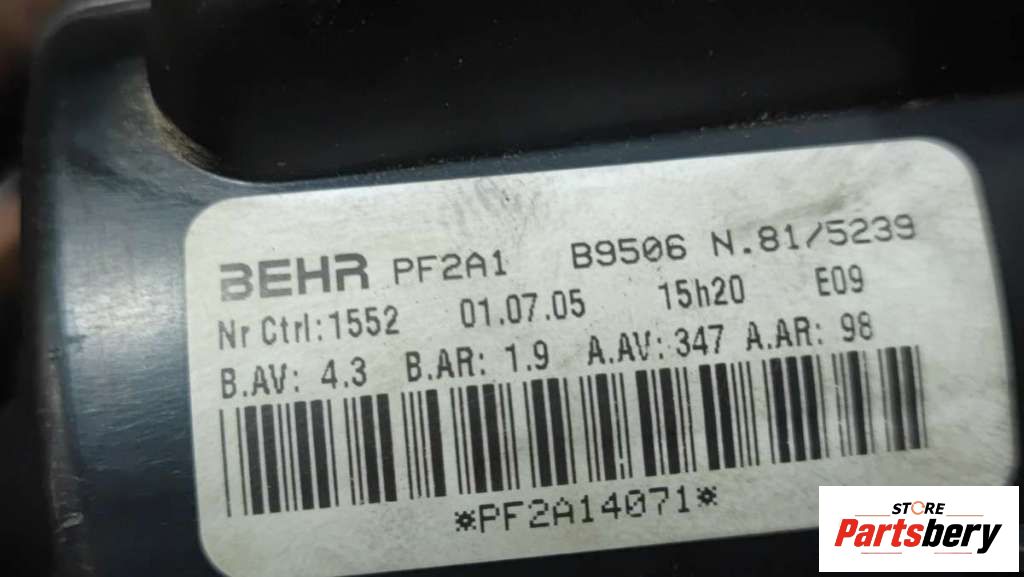 BEHR PF2A1 B9506 N.81/5239
Nr Ctrl:1552 01.07.05 15h20 E09
B.AV: 4.3 B.AR: 1.9 A.AV:347 A.AR: 98
*PF2A14071*
STORE
Partsbery